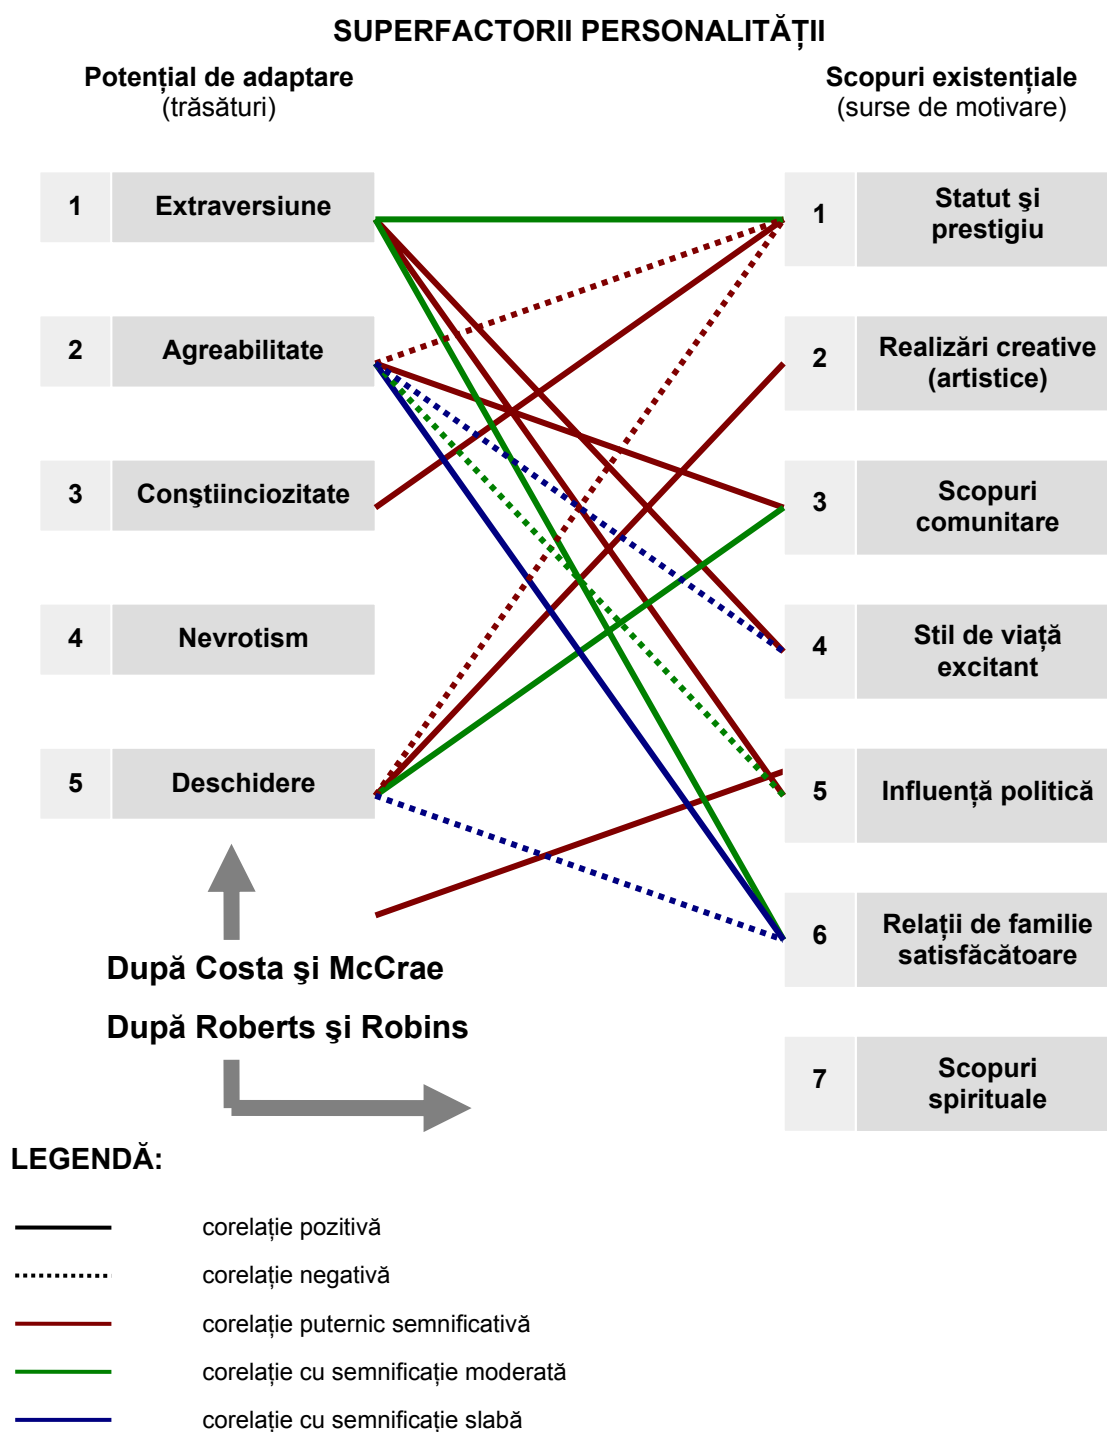 SUPERFACTORII PERSONALITĂȚII
Potențial de adaptare
(trăsături)
Scopuri existențiale
(surse de motivare)
1 Extraversiune
1 Statut şi
prestigiu
2 Agreabilitate
2 Realizări creative
(artistice)
3 Conştiinciozitate
3 Scopuri
comunitare
4 Nevrotism
4 Stil de viață
excitant
5 Deschidere
5 Influență politică
6 Relații de familie
satisfăcătoare
După Costa şi McCrae
După Roberts şi Robins
7 Scopuri
spirituale
LEGENDĂ:
corelație pozitivă
corelație negativă
corelație puternic semnificativă
corelație cu semnificație moderată
corelație cu semnificație slabă